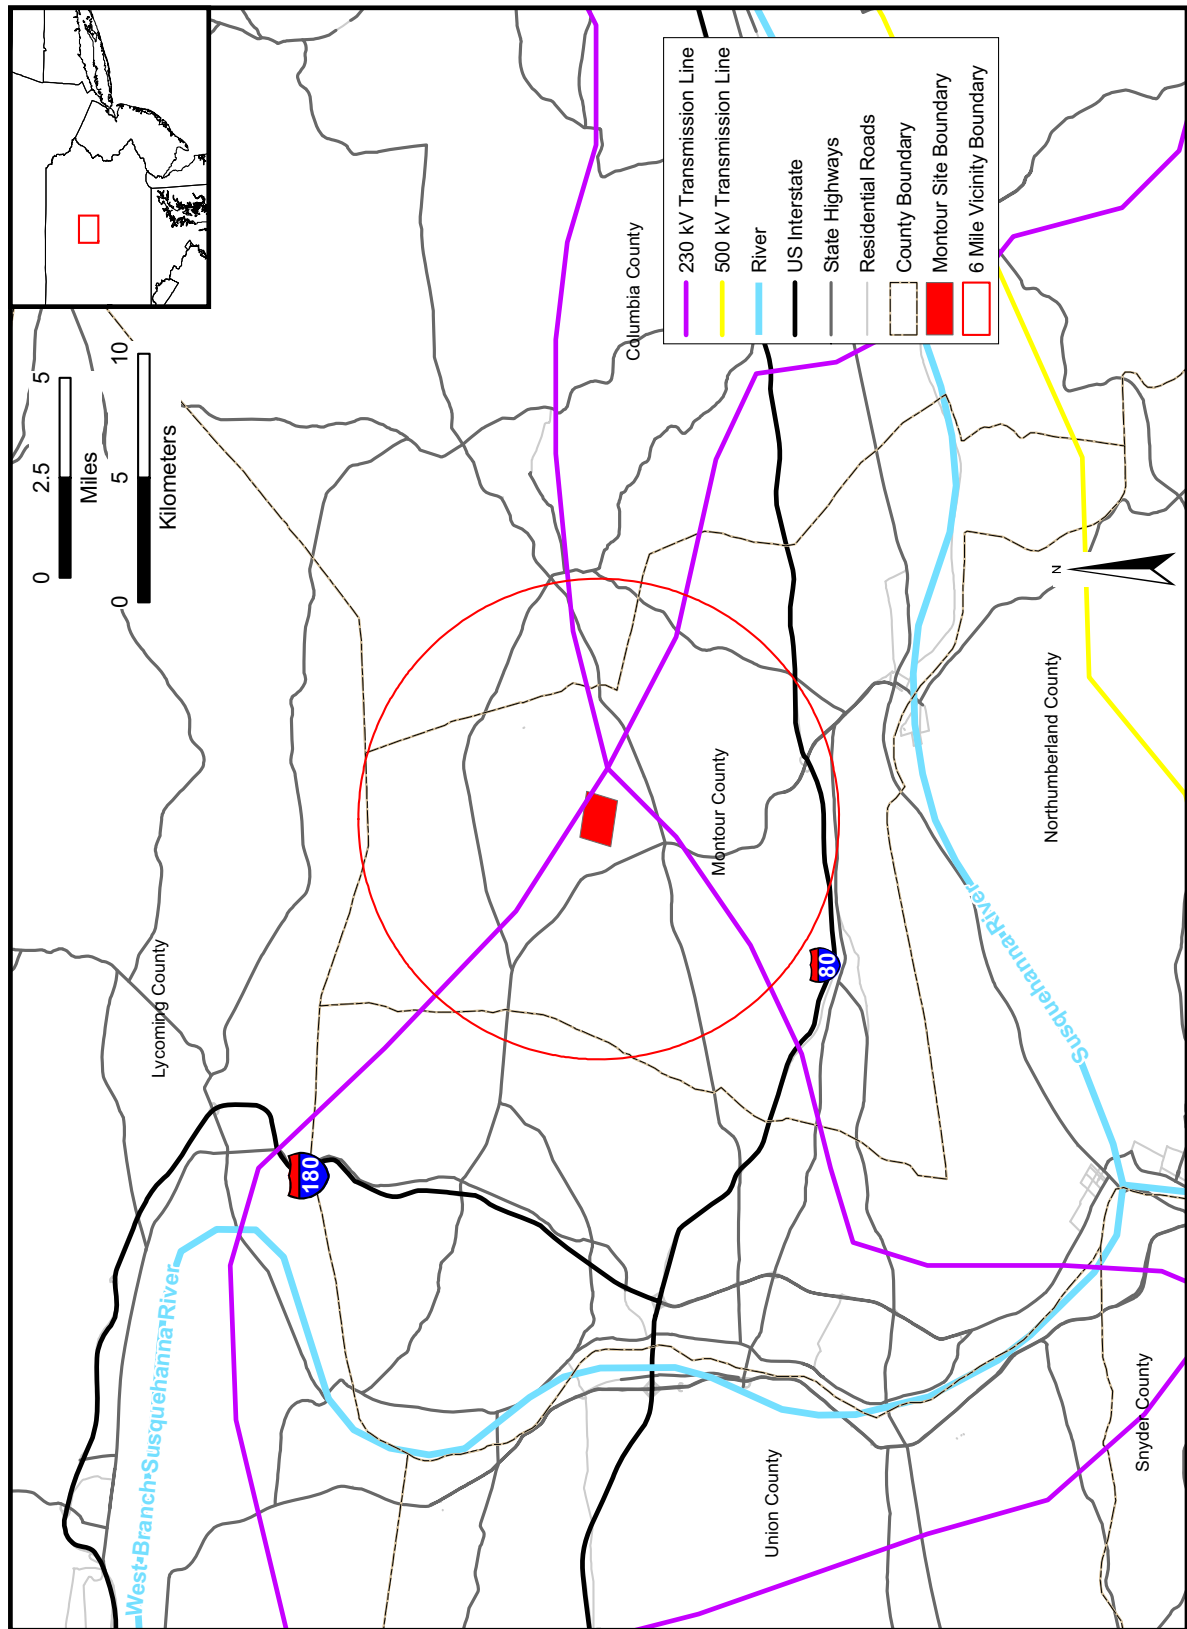 0 2.5 5
Miles
0 5 10
Kilometers
Lycoming County
Columbia County
Montour County
Northumberland County
Union County
Snyder County
West Branch Susquehanna River
Susquehanna River
180
80
N
230 kV Transmission Line
500 kV Transmission Line
River
US Interstate
State Highways
Residential Roads
County Boundary
Montour Site Boundary
6 Mile Vicinity Boundary